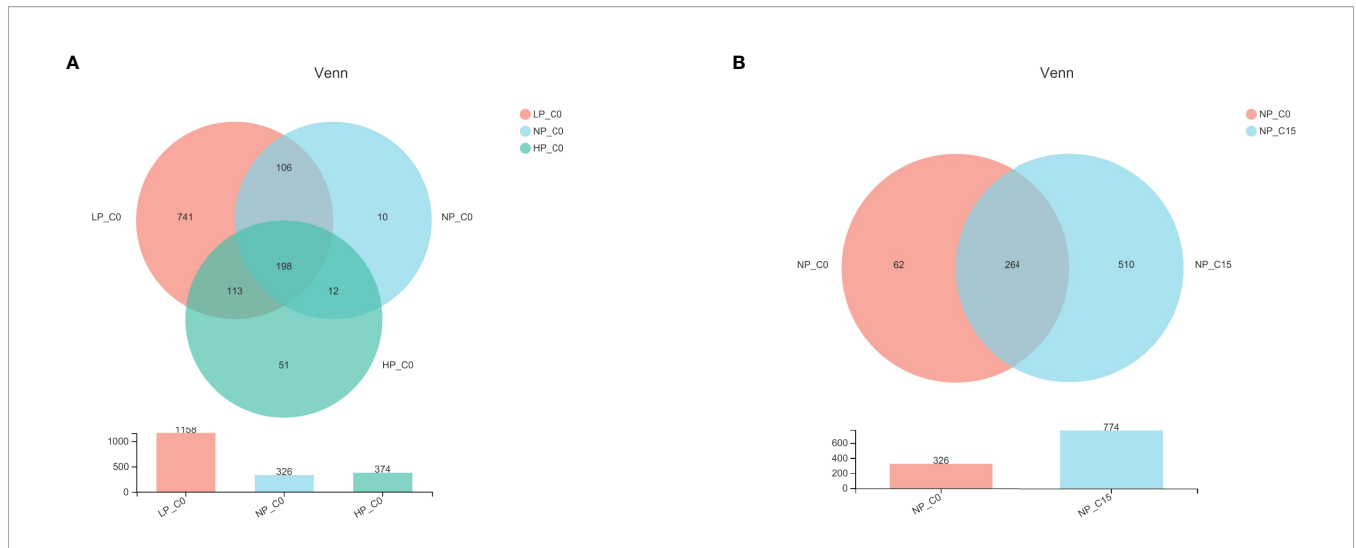 A
Venn
LP_C0
NP_C0
HP_C0
106
741
10
LP_C0
NP_C0
198
113
12
51
HP_C0
1158
1000
326
374
500
0
LP_C0
NP_C0
HP_C0
B
Venn
NP_C0
NP_C15
NP_C0
62
264
510
NP_C15
774
600
326
400
200
0
NP_C0
NP_C15